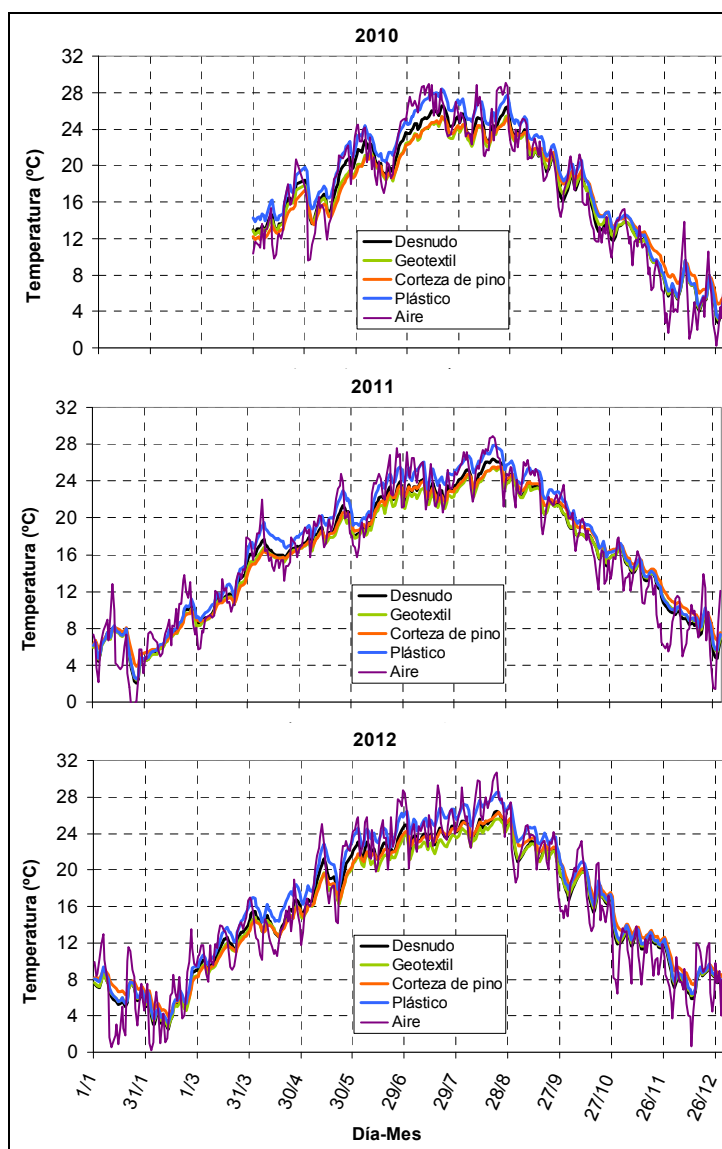 2010
32
28
24
20
16
12
8
4
0
Temperatura (ºC)
Desnudo
Geotextil
Corteza de pino
Plástico
Aire
2011
32
28
24
20
16
12
8
4
0
Temperatura (ºC)
Desnudo
Geotextil
Corteza de pino
Plástico
Aire
2012
32
28
24
20
16
12
8
4
0
Temperatura (ºC)
Desnudo
Geotextil
Corteza de pino
Plástico
Aire
1/1
31/1
1/3
31/3
30/4
30/5
29/6
29/7
28/8
27/9
27/10
26/11
26/12
Día-Mes